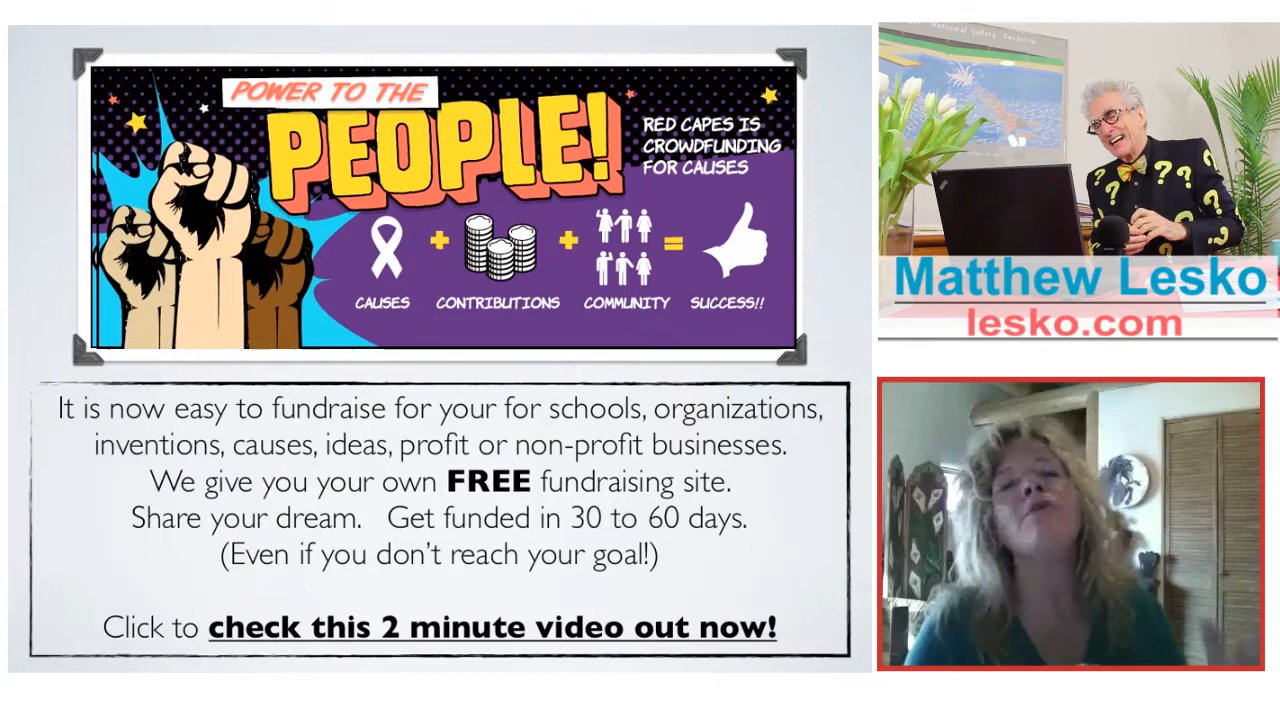 POWER TO THE
PEOPLE!
RED CAPES IS
CROWDFUNDING
FOR CAUSES
+ + =
CAUSES CONTRIBUTIONS COMMUNITY SUCCESS!!
It is now easy to fundraise for your for schools, organizations,
inventions, causes, ideas, profit or non-profit businesses.
We give you your own FREE fundraising site.
Share your dream. Get funded in 30 to 60 days.
(Even if you don't reach your goal!)
Click to check this 2 minute video out now!
National Gallery Canberra
? ? ? ? ? ?
Matthew Lesko
lesko.com